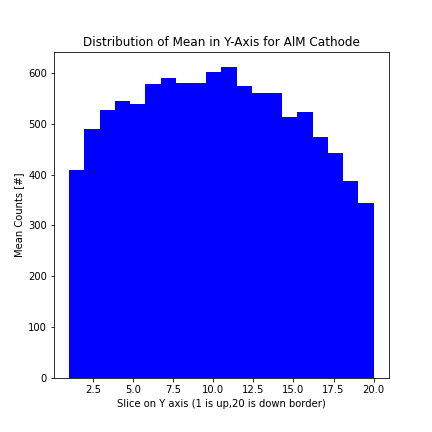 Distribution of Mean in Y-Axis for AlM Cathode
Mean Counts [#]
600
500
400
300
200
100
0
2.5 5.0 7.5 10.0 12.5 15.0 17.5 20.0
Slice on Y axis (1 is up,20 is down border)